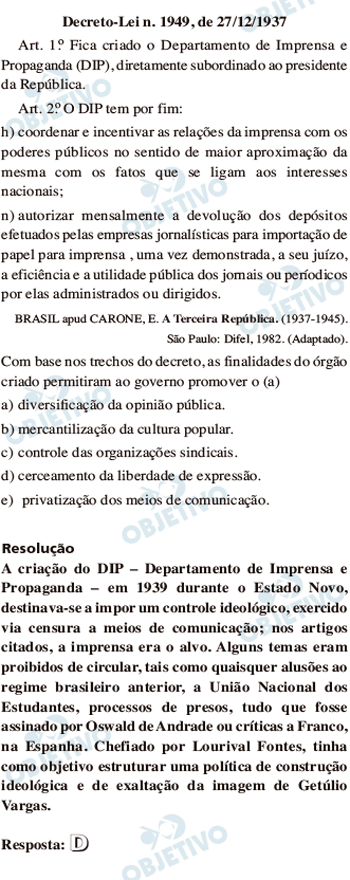 Decreto-Lei n. 1949, de 27/12/1937
Art. 1º Fica criado o Departamento de Imprensa e
Propaganda (DIP), diretamente subordinado ao presidente
da República.
Art. 2º O DIP tem por fim:
h) coordenar e incentivar as relações da imprensa com os
poderes públicos no sentido de maior aproximação da
mesma com os fatos que se ligam aos interesses
nacionais;
n) autorizar mensalmente a devolução dos depósitos
efetuados pelas empresas jornalísticas para importação de
papel para imprensa , uma vez demonstrada, a seu juízo,
a eficiência e a utilidade pública dos jornais ou períodicos
por elas administrados ou dirigidos.
BRASIL apud CARONE, E. A Terceira República. (1937-1945).
São Paulo: Difel, 1982. (Adaptado).
Com base nos trechos do decreto, as finalidades do órgão
criado permitiram ao governo promover o (a)
a) diversificação da opinião pública.
b) mercantilização da cultura popular.
c) controle das organizações sindicais.
d) cerceamento da liberdade de expressão.
e) privatização dos meios de comunicação.
Resolução
A criação do DIP – Departamento de Imprensa e
Propaganda – em 1939 durante o Estado Novo,
destinava-se a impor um controle ideológico, exercido
via censura a meios de comunicação; nos artigos
citados, a imprensa era o alvo. Alguns temas eram
proibidos de circular, tais como quaisquer alusões ao
regime brasileiro anterior, a União Nacional dos
Estudantes, processos de presos, tudo que fosse
assinado por Oswald de Andrade ou críticas a Franco,
na Espanha. Chefiado por Lourival Fontes, tinha
como objetivo estruturar uma política de construção
ideológica e de exaltação da imagem de Getúlio
Vargas.
Resposta: D
OBJETIVO